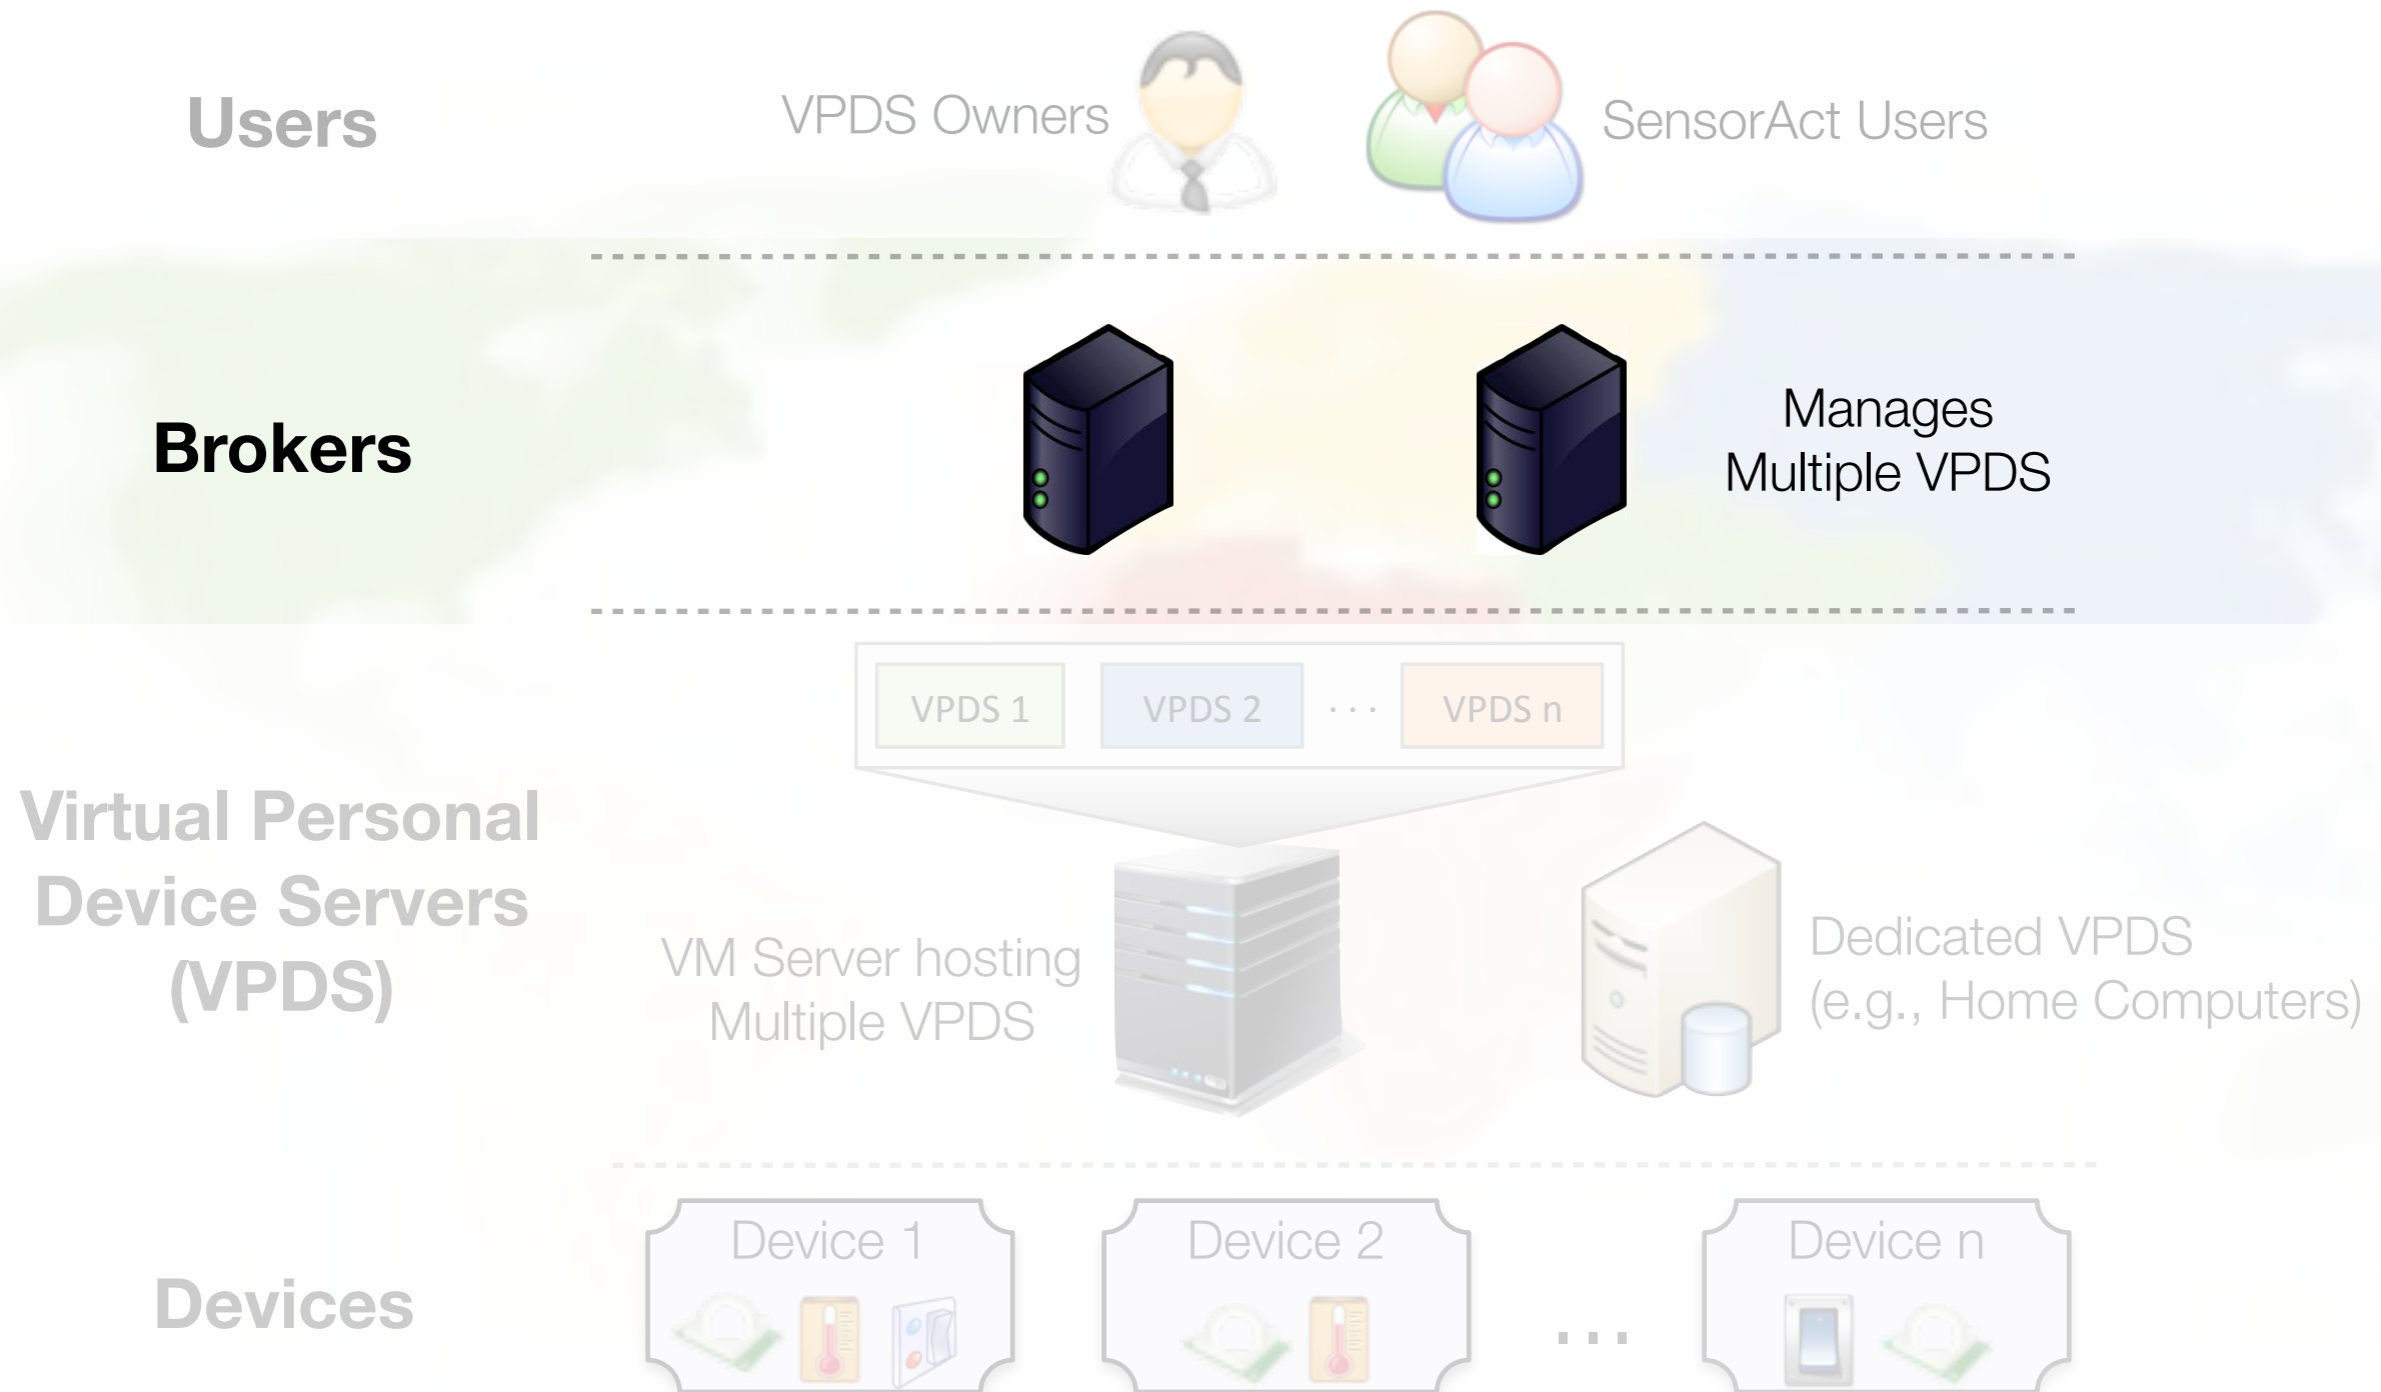 Users
VPDS Owners
SensorAct Users
Brokers
Manages
Multiple VPDS
VPDS 1
VPDS 2
...
VPDS n
Virtual Personal
Device Servers
(VPDS)
VM Server hosting
Multiple VPDS
Dedicated VPDS
(e.g., Home Computers)
Devices
Device 1
Device 2
...
Device n